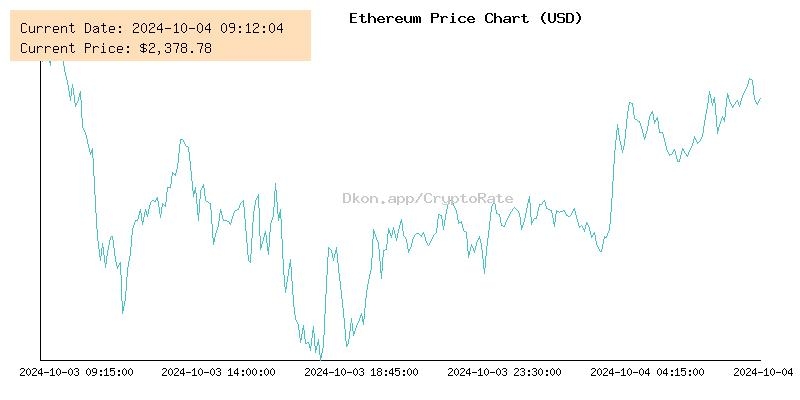 Ethereum Price Chart (USD)
Current Date: 2024-10-04 09:12:04
Current Price: $2,378.78
Dkon.app/CryptoRate
2024-10-03 09:15:00 2024-10-03 14:00:00 2024-10-03 18:45:00 2024-10-03 23:30:00 2024-10-04 04:15:00 2024-10-04